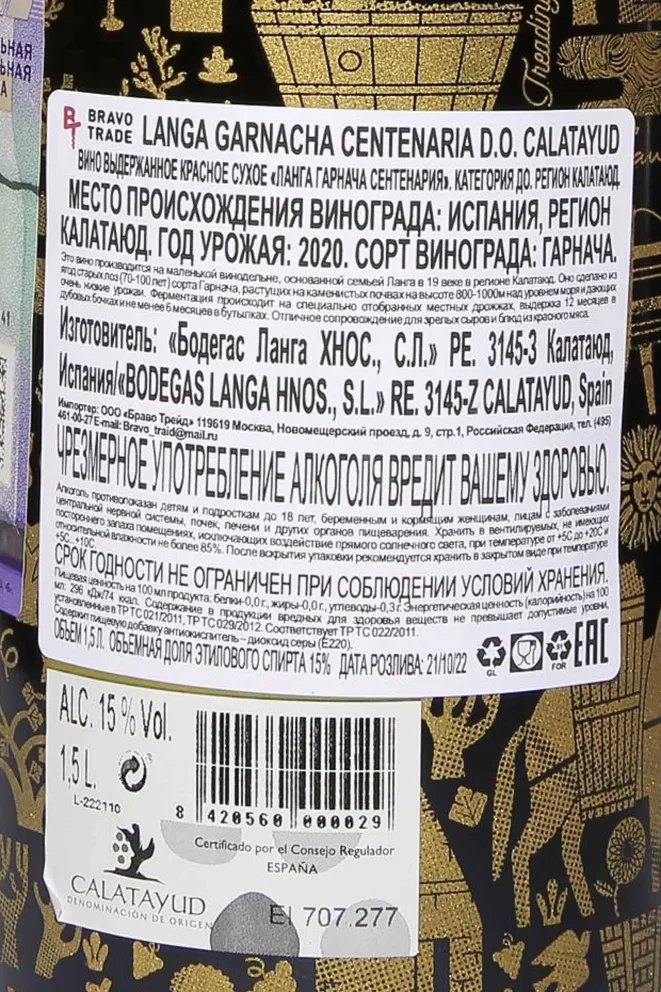 ЬНАЯ
ЬНАЯ
А
Treading
BRAVO
TRADE
LANGA GARNACHA CENTENARIA D.O. CALATAYUD
ВИНО ВЫДЕРЖАННОЕ КРАСНОЕ СУХОЕ «ЛАНГА ГАРНАЧА СЕНТЕНАРИЯ». КАТЕГОРИЯ ДО. РЕГИОН КАЛАТАЮД
МЕСТО ПРОИСХОЖДЕНИЯ ВИНОГРАДА: ИСПАНИЯ, РЕГИОН
КАЛАТАЮД. ГОД УРОЖАЯ: 2020. СОРТ ВИНОГРАДА: ГАРНАЧА.
Это вино производится на маленькой винодельне, основанной семьей Ланга в 19 веке в регионе Калатаюд. Оно сделано из
ягод старых лоз (70-100 лет) сорта Гарнача, растущих на каменистых почвах на высоте 800-1000м над уровнем моря и дающих
очень низкие урожаи. Ферментация происходит на специально отобранных местных дрожжах, выдержка 12 месяцев в
дубовых бочках и не менее 6 месяцев в бутылках. Отличное сопровождение для зрелых сыров и блюд из красного мяса.
Изготовитель: «Бодегас Ланга ХНОС., С.Л.» РЕ. 3145-3 Калатаюд,
Испания/«BODEGAS LANGA HNOS., S.L.» RE. 3145-Z CALATAYUD, Spain
Импортер: ООО «Браво Трейд» 119619 Москва, Новомещерский проезд, д. 9, стр.1, Российская Федерация, тел. (495)
461-00-27 E-mail: Bravo_traid@mail.ru
ЧРЕЗМЕРНОЕ УПОТРЕБЛЕНИЕ АЛКОГОЛЯ ВРЕДИТ ВАШЕМУ ЗДОРОВЬЮ.
Алкоголь противопоказан детям и подросткам до 18 лет, беременным и кормящим женщинам, лицам с заболеваниями
центральной нервной системы, почек, печени и других органов пищеварения. Хранить в вентилируемых, не имеющих
постороннего запаха помещениях, исключающих воздействие прямого солнечного света, при температуре от +5С до +20С и
относительной влажности не более 85%. После вскрытия упаковки рекомендуется хранить в закрытом виде при температуре
+5С...+10С.
СРОК ГОДНОСТИ НЕ ОГРАНИЧЕН ПРИ СОБЛЮДЕНИИ УСЛОВИЙ ХРАНЕНИЯ.
Пищевая ценность на 100 мл продукта: белки-0,0 г., жиры-0,0 г., углеводы-0,3 г. Энергетическая ценность (калорийность) на 100
мл: 296 кДж/74 ккал. Содержание в продукции вредных для здоровья веществ не превышает допустимые уровни,
установленные в ТР ТС 021/2011, ТР ТС 029/2012. Соответствует ТР ТС 022/2011.
Содержит пищевую добавку антиокислитель – диоксид серы (Е220).
ОБЪЁМ 1,5 Л. ОБЪЕМНАЯ ДОЛЯ ЭТИЛОВОГО СПИРТА 15% ДАТА РОЗЛИВА: 21/10/22
GL
FOR
EAC
41
ALC. 15 % Vol.
1,5 L.
L-222110
8 420560 000029
Certificado por el Consejo Regulador
ESPAÑA
CALATAYUD
DENOMINACIÓN DE ORIGEN
EI 707.277